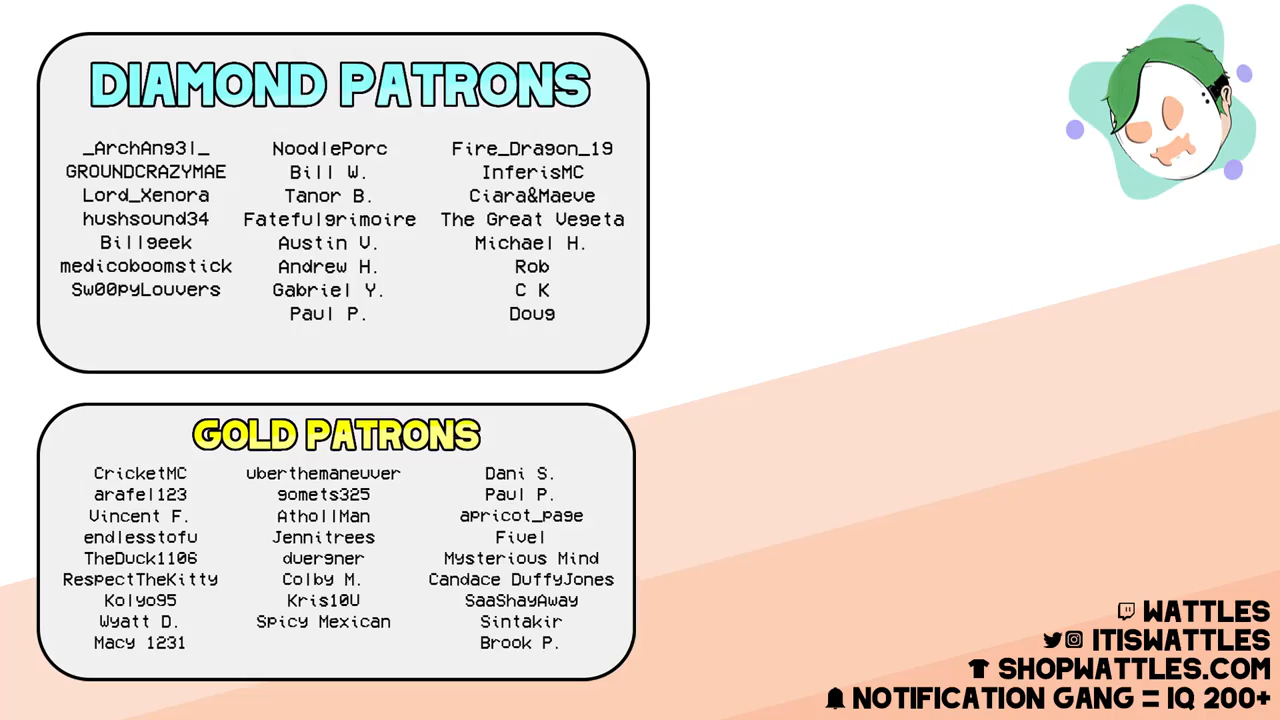 DIAMOND PATRONS
_ArchAng3l_
GROUNDCRAZYMAE
Lord_Xenora
hushsound34
Billgeek
medicoboomstick
Sw00pyLouvers
NoodlePorc
Bill W.
Tanor B.
Fatefulgrimoire
Austin V.
Andrew H.
Gabriel Y.
Paul P.
Fire_Dragon_19
InferisMC
Ciara&Maeve
The Great Vegeta
Michael H.
Rob
C K
Doug
GOLD PATRONS
CricketMC
arafel123
Vincent F.
endlesstofu
TheDuck1106
RespectTheKitty
Kolyo95
Wyatt D.
Macy 1231
uberthemaneuver
gomets325
AthollMan
Jennitrees
duergner
Colby M.
Kris10U
Spicy Mexican
Dani S.
Paul P.
apricot_page
Fivel
Mysterious Mind
Candace DuffyJones
SaaShayAway
Sintakir
Brook P.
WATTLES
ITISWATTLES
SHOPWATTLES.COM
NOTIFICATION GANG = IQ 200+